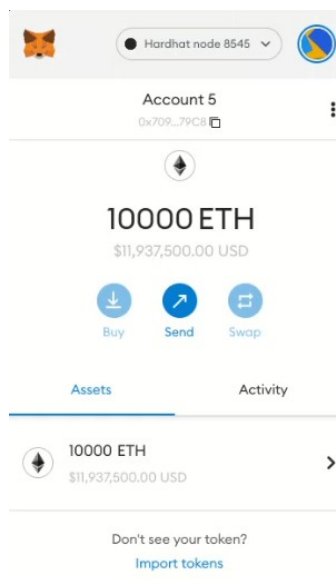 Hardhat node 8545
Account 5
0x709...79C8
10000 ETH
$11,937,500.00 USD
Buy Send Swap
Assets Activity
10000 ETH
$11,937,500.00 USD
Don't see your token?
Import tokens